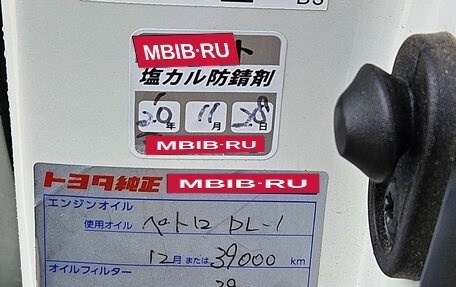 MBIB-RU ト
塩カル防錆剤
20年 11月 28日
MBIB-RU
トヨタ純正 MBIB-RU
エンジンオイル
使用オイル ペトロ DL-1
12月 または 39000 km
オイルフィルター